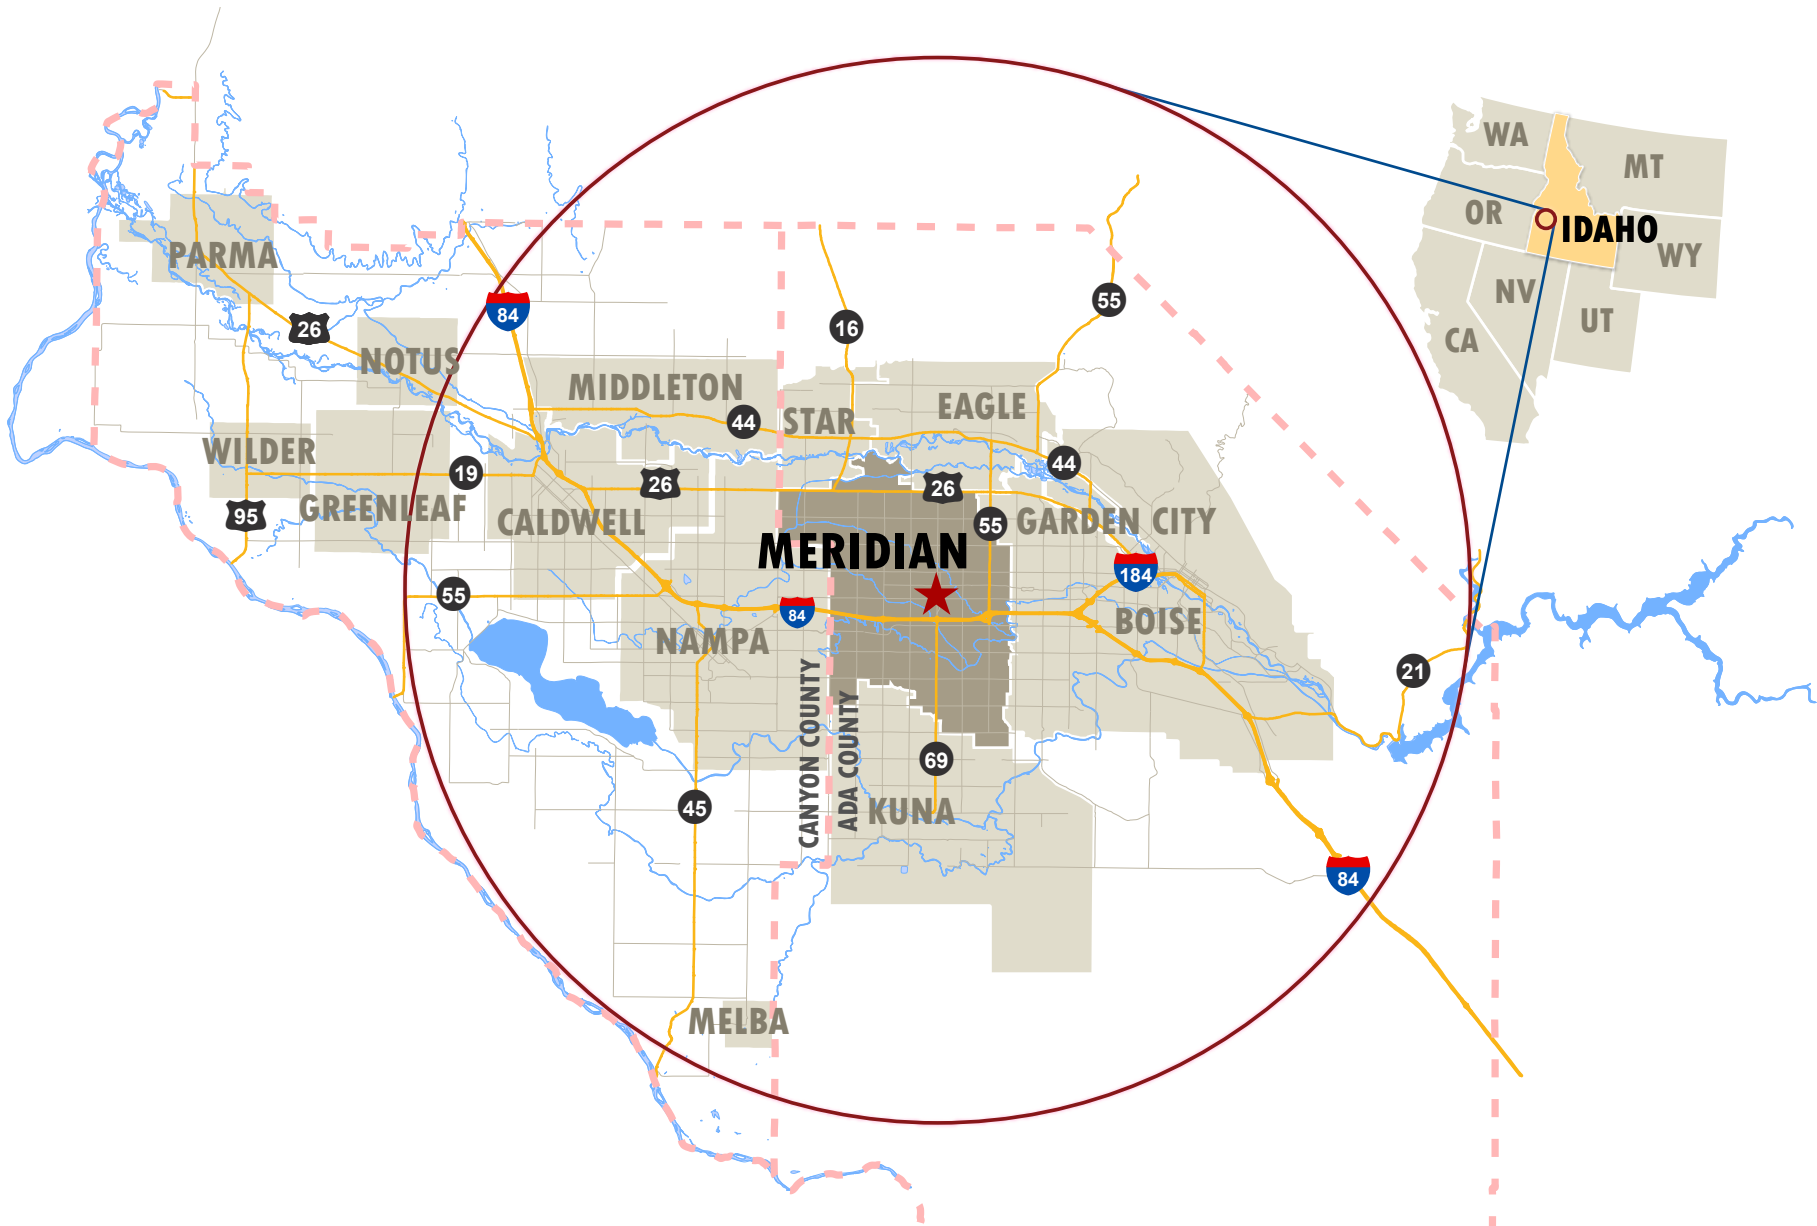 WA
MT
OR
IDAHO
WY
NV
UT
CA
PARMA
26
84
16
55
NOTUS
MIDDLETON
44
STAR
EAGLE
WILDER
19
26
26
44
GREENLEAF
95
CALDWELL
55
GARDEN CITY
MERIDIAN
184
55
84
NAMPA
BOISE
21
CANYON COUNTY
ADA COUNTY
69
45
KUNA
84
MELBA